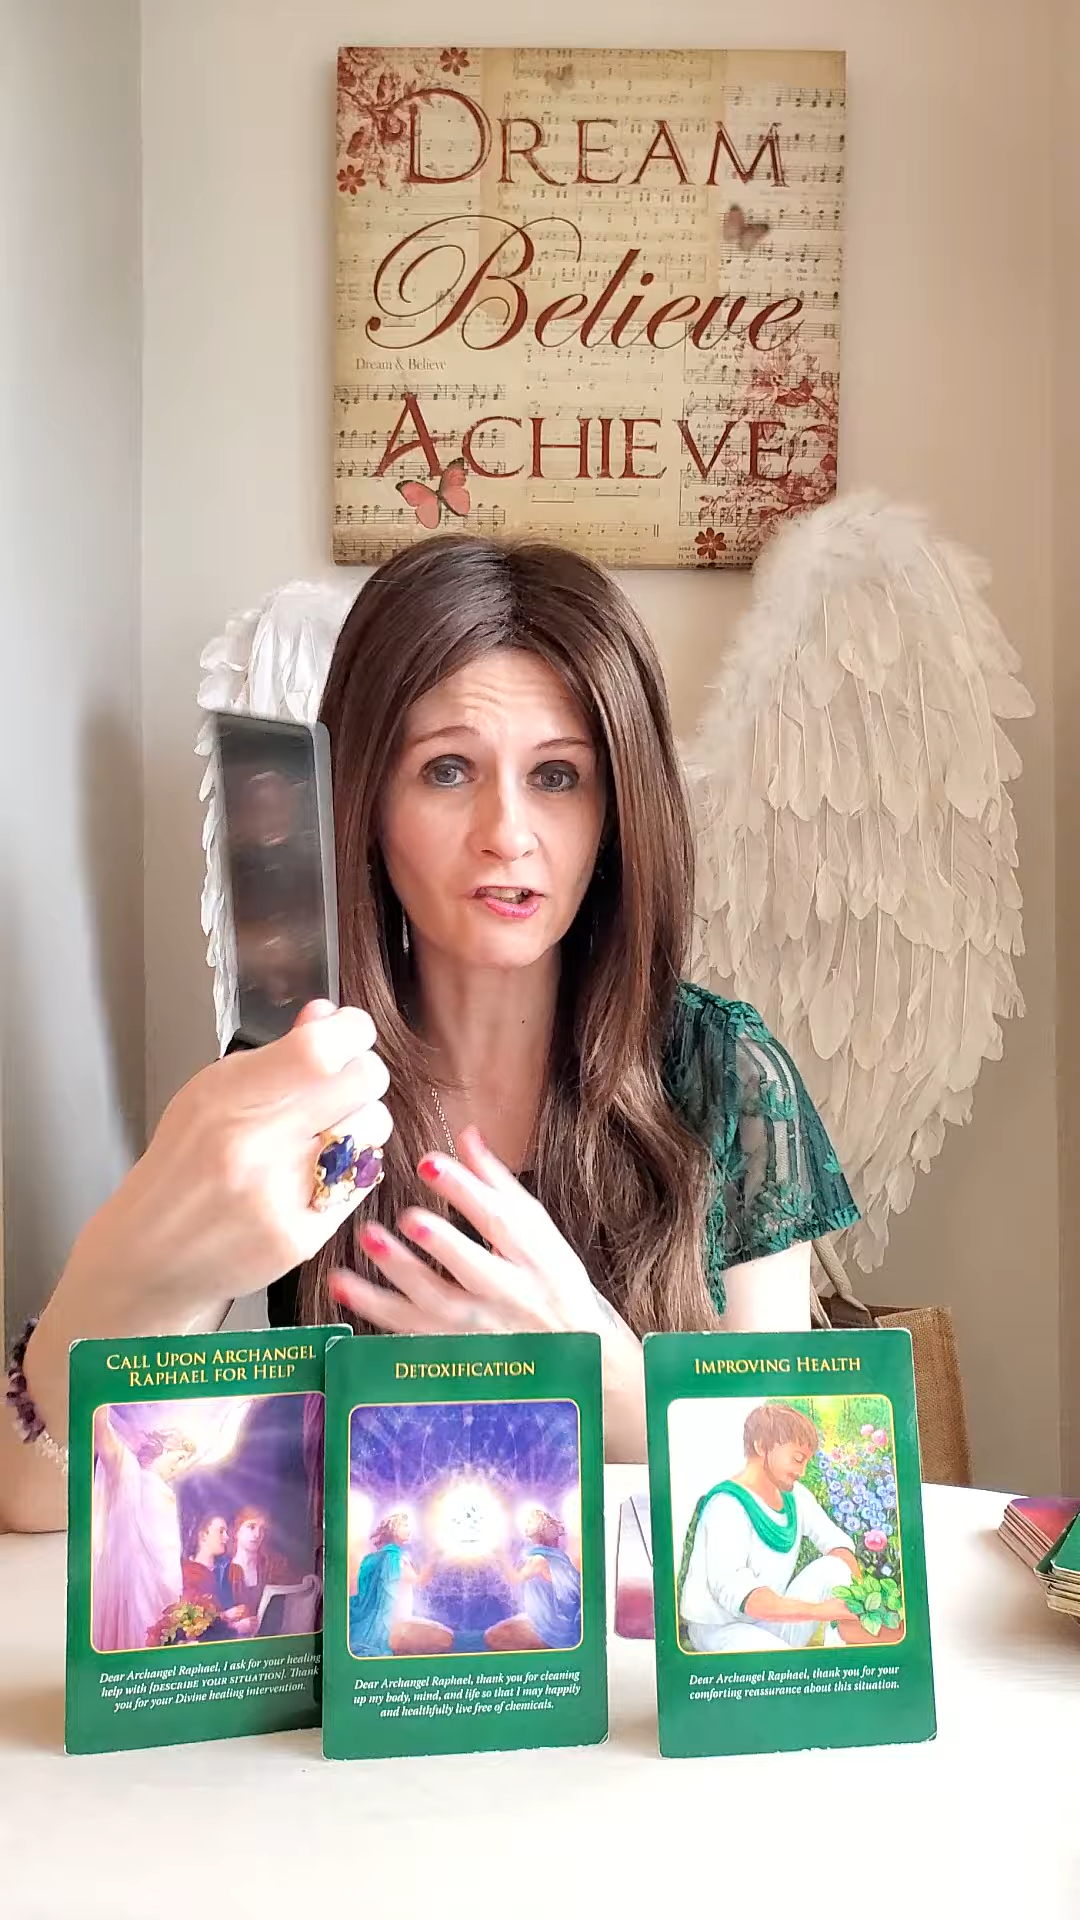 DREAM
Believe
Dream & Believe
ACHIEVE
CALL UPON ARCHANGEL
RAPHAEL FOR HELP
Dear Archangel Raphael, I ask for your healing
help with [DESCRIBE YOUR SITUATION]. Thank
you for your Divine healing intervention.
DETOXIFICATION
Dear Archangel Raphael, thank you for cleaning
up my body, mind, and life so that I may happily
and healthfully live free of chemicals.
IMPROVING HEALTH
Dear Archangel Raphael, thank you for your
comforting reassurance about this situation.